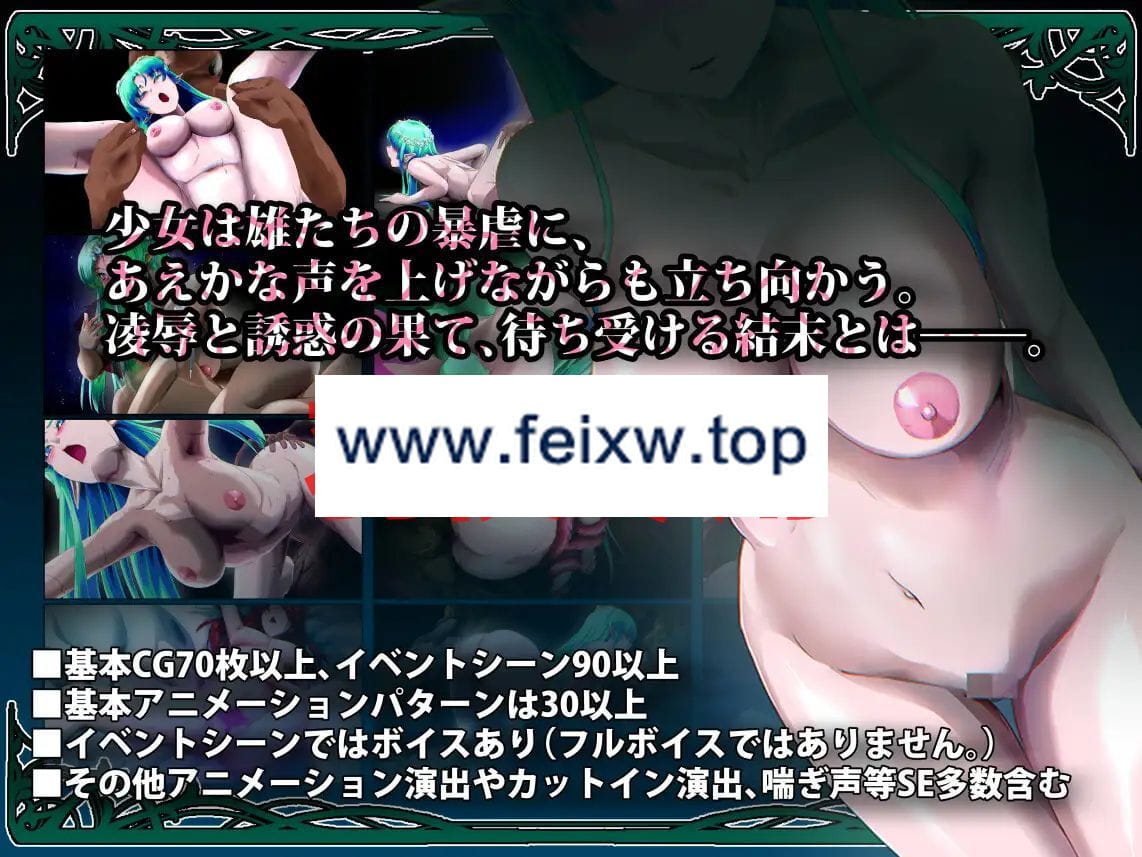 少女は雄たちの暴虐に、
あえかな声を上げながらも立ち向かう。
凌辱と誘惑の果て、待ち受ける結末とは――。
www.feixw.top
■基本CG70枚以上、イベントシーン90以上
■基本アニメーションパターンは30以上
■イベントシーンではボイスあり（フルボイスではありません。）
■その他アニメーション演出やカットイン演出、喘ぎ声等SE多数含む